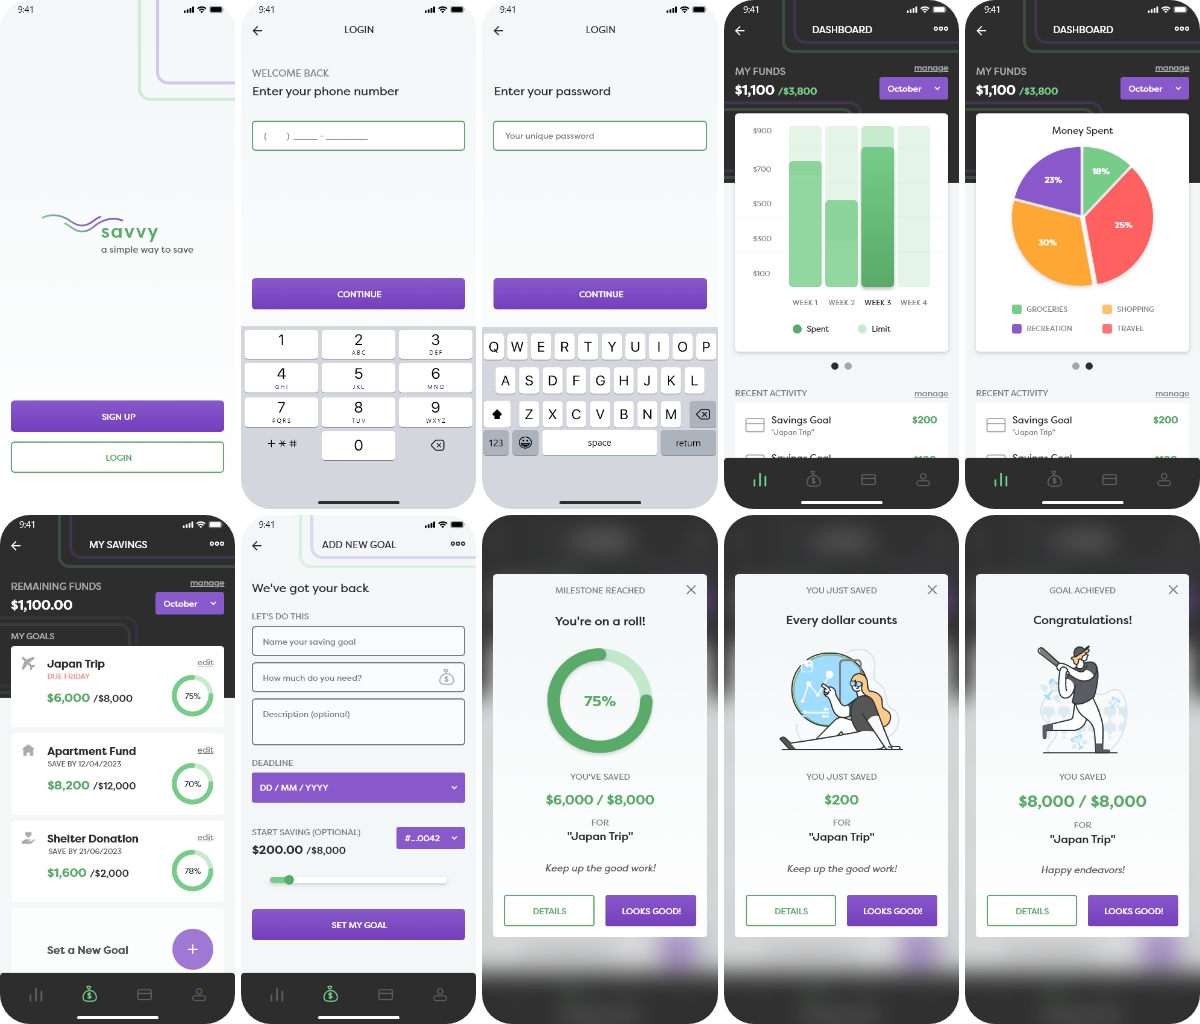 9:41
savvy
a simple way to save
SIGN UP
LOGIN
9:41
LOGIN
WELCOME BACK
Enter your phone number
( ) _____ - _________
CONTINUE
1 2 3
ABC DEF
4 5 6
GHI JKL MNO
7 8 9
PQRS TUV WXYZ
+ * # 0
9:41
LOGIN
Enter your password
Your unique password
CONTINUE
Q W E R T Y U I O P
A S D F G H J K L
Z X C V B N M
123 space return
9:41
DASHBOARD
MY FUNDS manage
$1,100 /$3,800 October
$900
$700
$500
$300
$100
WEEK 1 WEEK 2 WEEK 3 WEEK 4
Spent Limit
RECENT ACTIVITY manage
Savings Goal $200
"Japan Trip"
Savings Goal
9:41
DASHBOARD
MY FUNDS manage
$1,100 /$3,800 October
Money Spent
23% 18%
25%
30%
GROCERIES SHOPPING
RECREATION TRAVEL
RECENT ACTIVITY manage
Savings Goal $200
"Japan Trip"
Savings Goal
9:41
MY SAVINGS
REMAINING FUNDS manage
$1,100.00 October
MY GOALS
Japan Trip edit
DUE FRIDAY
$6,000 /$8,000 75%
Apartment Fund edit
SAVE BY 12/04/2023
$8,200 /$12,000 70%
Shelter Donation edit
SAVE BY 21/06/2023
$1,600 /$2,000 78%
Set a New Goal +
9:41
ADD NEW GOAL
We've got your back
LET'S DO THIS
Name your saving goal
How much do you need? $
Description (optional)
DEADLINE
DD / MM / YYYY
START SAVING (OPTIONAL) #...0042
$200.00 /$8,000
SET MY GOAL
MILESTONE REACHED
You're on a roll!
75%
YOU'VE SAVED
$6,000 / $8,000
FOR
"Japan Trip"
Keep up the good work!
DETAILS LOOKS GOOD!
YOU JUST SAVED
Every dollar counts
YOU JUST SAVED
$200
FOR
"Japan Trip"
Keep up the good work!
DETAILS LOOKS GOOD!
GOAL ACHIEVED
Congratulations!
YOU SAVED
$8,000 / $8,000
FOR
"Japan Trip"
Happy endeavors!
DETAILS LOOKS GOOD!